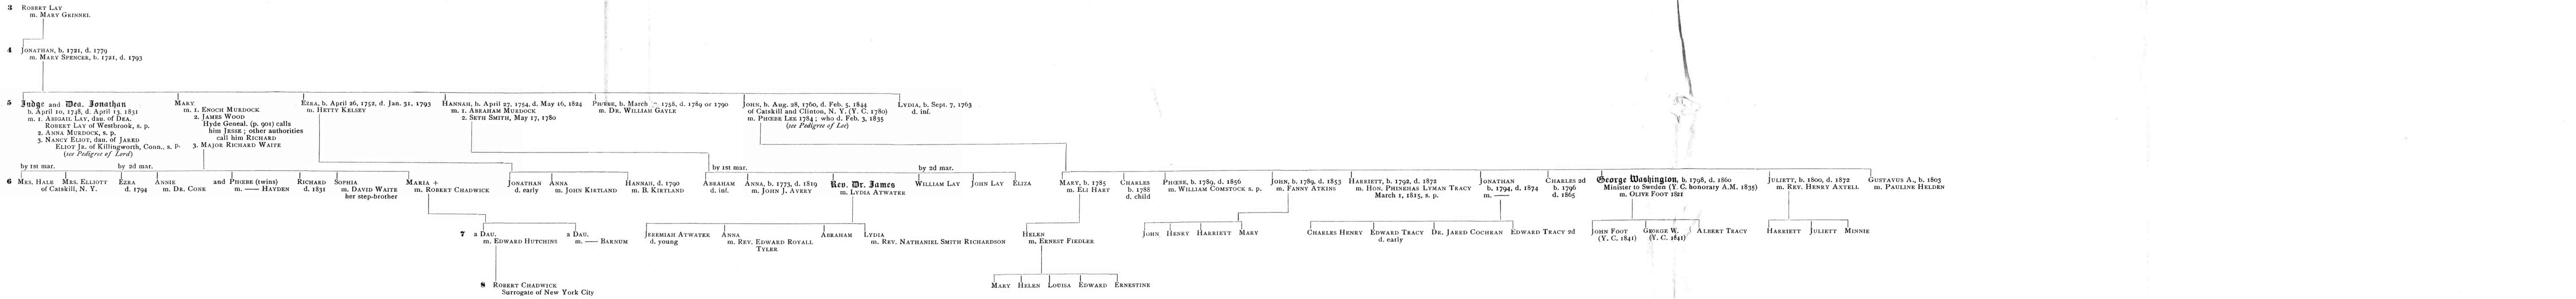 3 Robert Lay
m. Mary Grinnel
4 Jonathan, b. 1721, d. 1779
m. Mary Spencer, b. 1721, d. 1793
5 Judge and Dea. Jonathan
b. April 10, 1748, d. April 13, 1831
m. 1. Abigail Lay, dau. of Dea.
Robert Lay of Westbrook, s. p.
2. Anna Murdock, s. p.
3. Nancy Eliot, dau. of Jared
Eliot Jr. of Killingworth, Conn., s. p.
(see Pedigree of Lord)
Mary
m. 1. Enoch Murdock
2. James Wood
Hyde Geneal. (p. 901) calls
him Jesse; other authorities
call him Richard
3. Major Richard Waite
Ezra, b. April 26, 1752, d. Jan. 31, 1793
m. Hetty Kelsey
Hannah, b. April 27, 1754, d. May 16, 1824
m. 1. Abraham Murdock
2. Seth Smith, May 17, 1780
Phœbe, b. March 1758, d. 1789 or 1790
m. Dr. William Gayle
John, b. Aug. 28, 1760, d. Feb. 5, 1844
of Catskill and Clinton, N. Y. (Y. C. 1780)
m. Phœbe Lee 1784; who d. Feb. 3, 1835
(see Pedigree of Lee)
Lydia, b. Sept. 7, 1763
d. inf.
by 1st mar.
by 2d mar.
by 1st mar.
by 2d mar.
6 Mrs. Hale
Mrs. Elliott
of Catskill, N. Y.
Ezra
d. 1794
Annie
m. Dr. Cone
and Phœbe (twins)
m. —— Hayden
Richard
d. 1831
Sophia
m. David Waite
her step-brother
Maria +
m. Robert Chadwick
Jonathan
d. early
Anna
m. John Kirtland
Hannah, d. 1790
m. B. Kirtland
Abraham
d. inf.
Anna, b. 1773, d. 1819
m. John J. Avery
Rev. Dr. James
m. Lydia Atwater
William Lay
John Lay
Eliza
Mary, b. 1785
m. Eli Hart
Charles
b. 1788
d. child
Phœbe, b. 1789, d. 1856
m. William Comstock s. p.
John, b. 1789, d. 1853
m. Fanny Atkins
Harriett, b. 1792, d. 1872
m. Hon. Phinehas Lyman Tracy
March 1, 1815, s. p.
Jonathan
b. 1794, d. 1874
m. ——
Charles 2d
b. 1796
d. 1865
George Washington, b. 1798, d. 1860
Minister to Sweden (Y. C. honorary A.M. 1835)
m. Olive Foot 1821
Juliett, b. 1800, d. 1872
m. Rev. Henry Axtell
Gustavus A., b. 1803
m. Pauline Helden
7 a Dau.
m. Edward Hutchins
a Dau.
m. —— Barnum
Jeremiah Atwater
d. young
Anna
m. Rev. Edward Royall
Tyler
Abraham
Lydia
m. Rev. Nathaniel Smith Richardson
Helen
m. Ernest Fiedler
John
Henry
Harriett
Mary
Charles Henry
Edward Tracy
d. early
Dr. Jared Cochran
Edward Tracy 2d
John Foot
(Y. C. 1841)
George W.
(Y. C. 1841)
Albert Tracy
Harriett
Juliett
Minnie
8 Robert Chadwick
Surrogate of New York City
Mary
Helen
Louisa
Edward
Ernestine